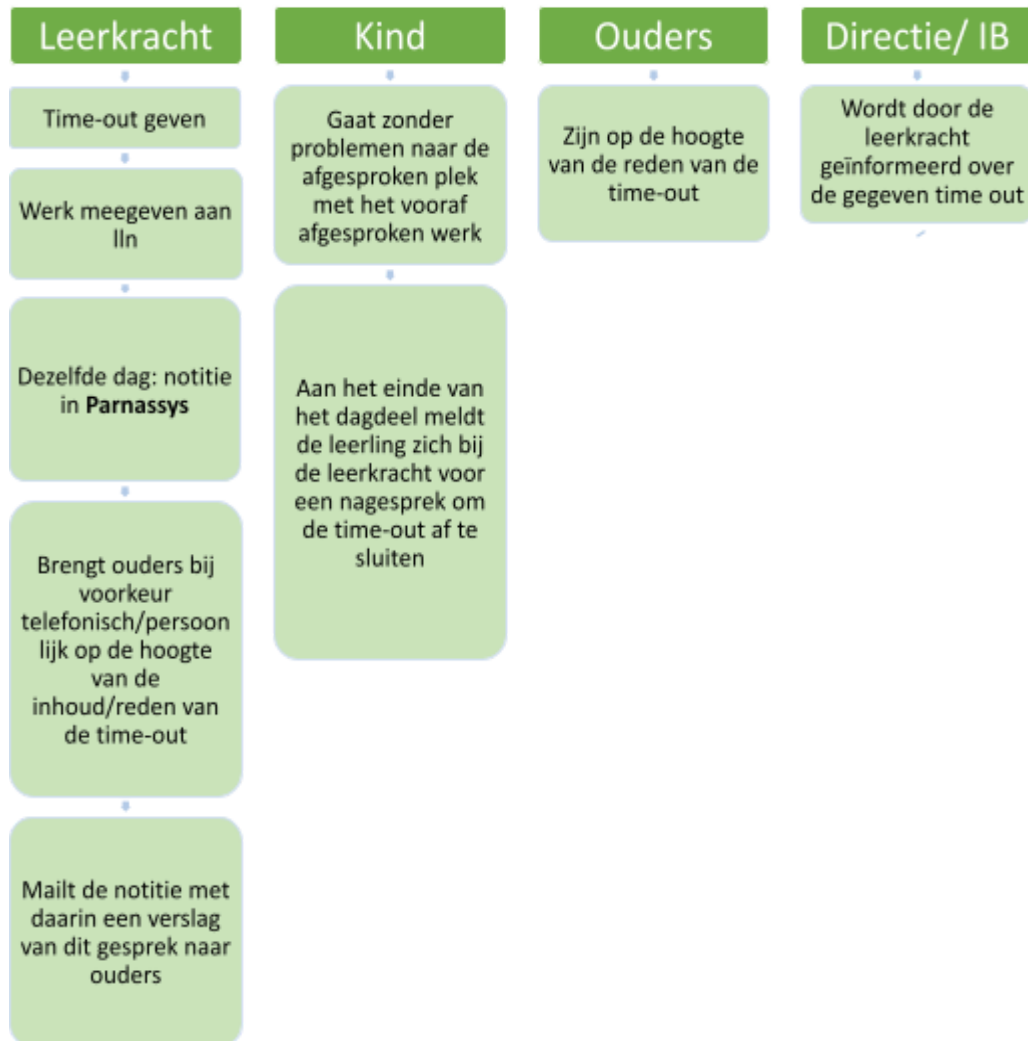 Leerkracht
Time-out geven
Werk meegeven aan
lln
Dezelfde dag: notitie
in Parnassys
Brengt ouders bij
voorkeur
telefonisch/persoon
lijk op de hoogte
van de
inhoud/reden van
de time-out
Mailt de notitie met
daarin een verslag
van dit gesprek naar
ouders
Kind
Gaat zonder
problemen naar de
afgesproken plek
met het vooraf
afgesproken werk
Aan het einde van
het dagdeel meldt
de leerling zich bij
de leerkracht voor
een nagesprek om
de time-out af te
sluiten
Ouders
Zijn op de hoogte
van de reden van de
time-out
Directie/ IB
Wordt door de
leerkracht
geïnformeerd over
de gegeven time out